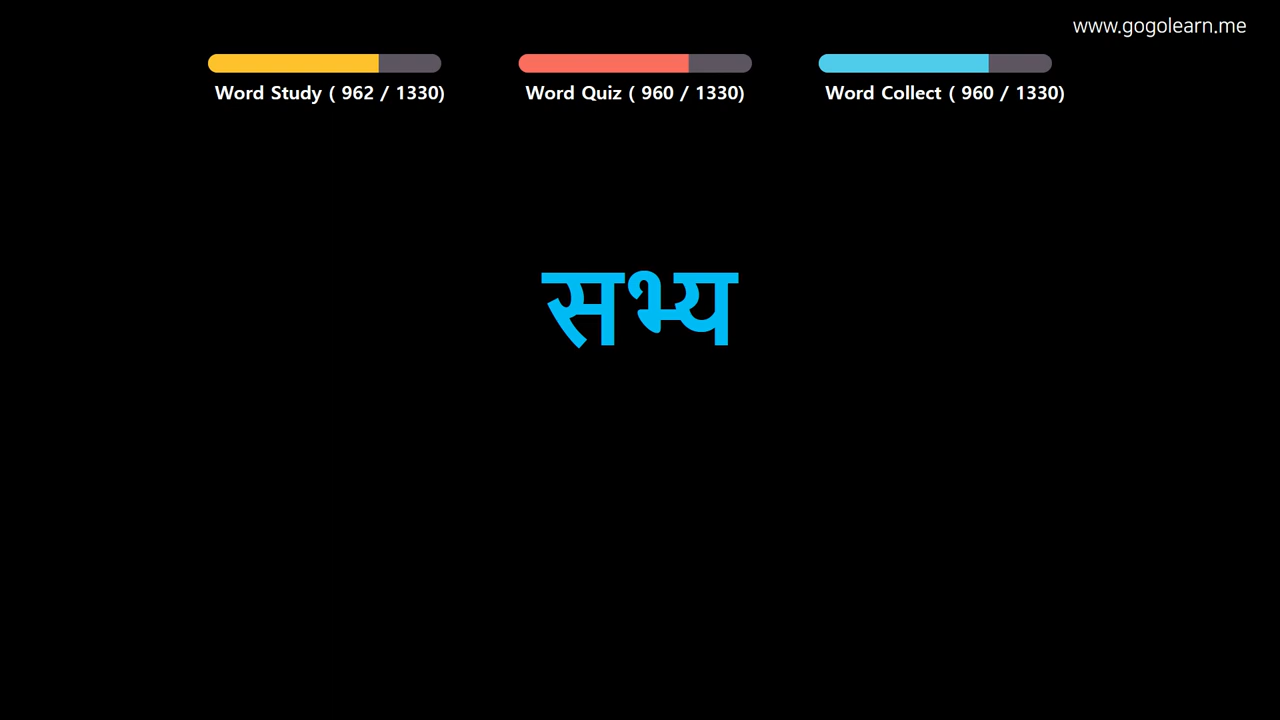 www.gogolearn.me
Word Study ( 962 / 1330)
Word Quiz ( 960 / 1330)
Word Collect ( 960 / 1330)
सभ्य